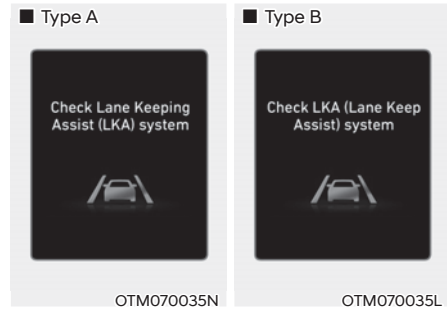 ■ Type A
Check Lane Keeping
Assist (LKA) system
OTM070035N
■ Type B
Check LKA (Lane Keep
Assist) system
OTM070035L